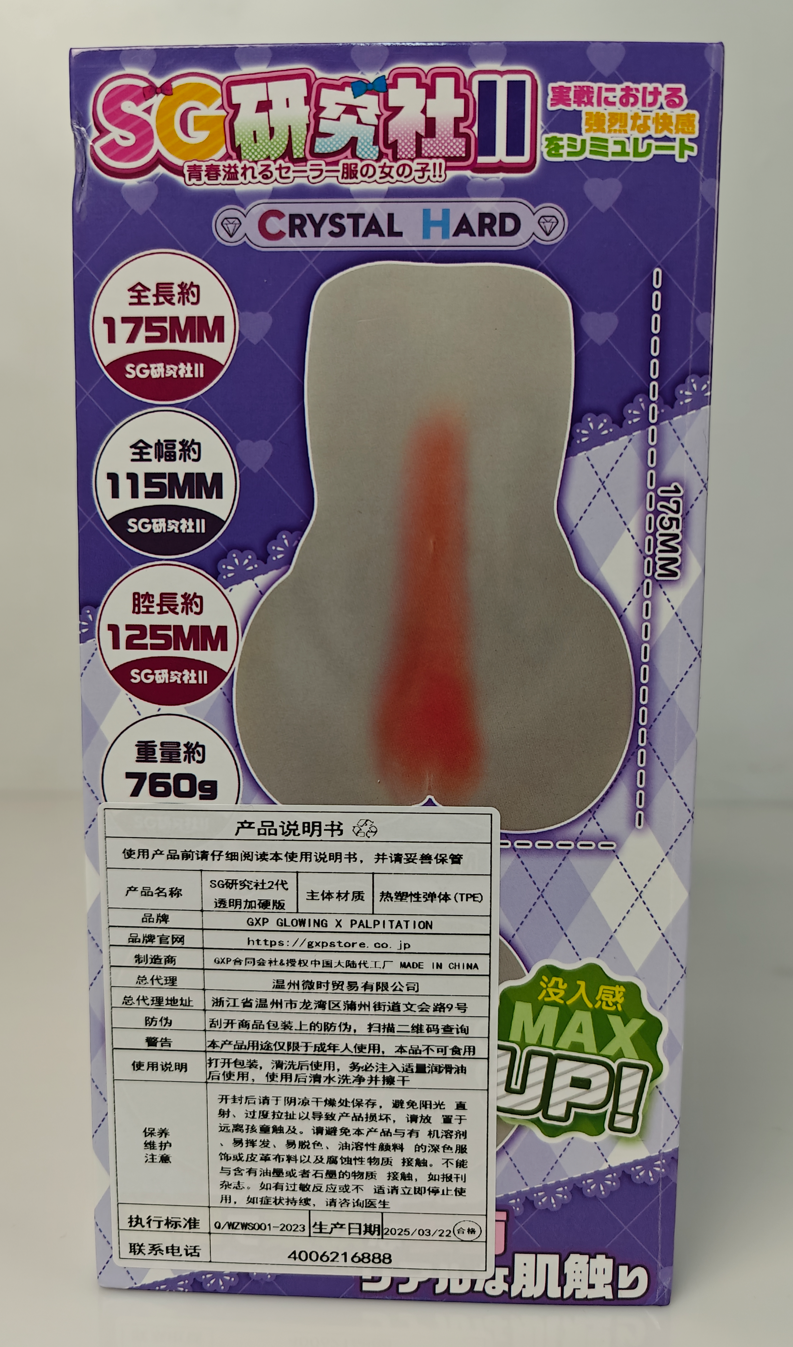 SG研究社II
青春溢れるセーラー服の女の子!!
実戦における
強烈な快感
をシミュレート
CRYSTAL HARD
全長約
175MM
SG研究社II
全幅約
115MM
SG研究社II
腔長約
125MM
SG研究社II
重量約
760g
175MM
产品说明书
使用产品前请仔细阅读本使用说明书，并请妥善保管
产品名称 SG研究社2代透明加硬版 主体材质 热塑性弹体(TPE)
品牌 GXP GLOWING X PALPITATION
品牌官网 https://gxpstore.co.jp
制造商 GXP合同会社&授权中国大陆代工厂 MADE IN CHINA
总代理 温州微时贸易有限公司
总代理地址 浙江省温州市龙湾区蒲州街道文会路9号
防伪 刮开商品包装上的防伪，扫描二维码查询
警告 本产品用途仅限于成年人使用，本品不可食用
使用说明 打开包装，清洗后使用，务必注入适量润滑油
后使用，使用后清水洗净并擦干
保养
维护
注意
开封后请于阴凉干燥处保存，避免阳光 直
射、过度拉扯以导致产品损坏，请放 置于
远离孩童触及。请避免本产品与有 机溶剂
、易挥发、易脱色、油溶性颜料 的深色服
饰或皮革布料以及腐蚀性物质 接触。不能
与含有油墨或者石墨的物质 接触，如报刊
杂志。如有过敏反应或不 适请立即停止使
用，如症状持续，请咨询医生
执行标准 Q/WZWS001-2023 生产日期 2025/03/22 合格
联系电话 4006216888
没入感
MAX
UP!
リアルな肌触り